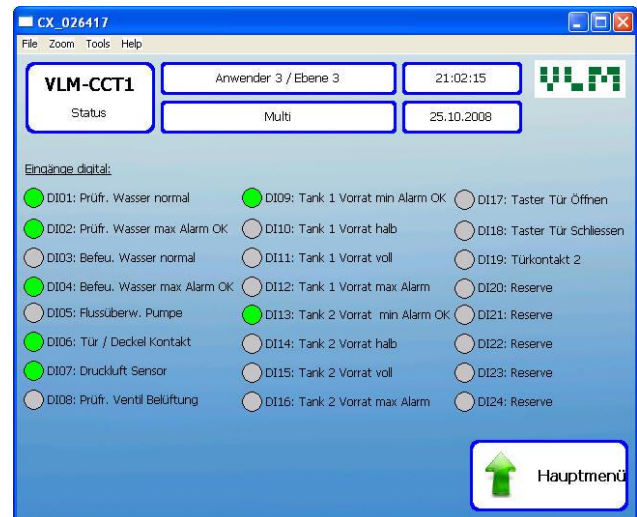 CX_026417
File Zoom Tools Help
VLM-CCT1
Status
Anwender 3 / Ebene 3
21:02:15
VLM
Multi
25.10.2008
Eingänge digital:
DI01: Prüfr. Wasser normal
DI02: Prüfr. Wasser max Alarm OK
DI03: Befeu. Wasser normal
DI04: Befeu. Wasser max Alarm OK
DI05: Flussüberw. Pumpe
DI06: Tür / Deckel Kontakt
DI07: Druckluft Sensor
DI08: Prüfr. Ventil Belüftung
DI09: Tank 1 Vorrat min Alarm OK
DI10: Tank 1 Vorrat halb
DI11: Tank 1 Vorrat voll
DI12: Tank 1 Vorrat max Alarm
DI13: Tank 2 Vorrat min Alarm OK
DI14: Tank 2 Vorrat halb
DI15: Tank 2 Vorrat voll
DI16: Tank 2 Vorrat max Alarm
DI17: Taster Tür Öffnen
DI18: Taster Tür Schliessen
DI19: Türkontakt 2
DI20: Reserve
DI21: Reserve
DI22: Reserve
DI23: Reserve
DI24: Reserve
Hauptmenü